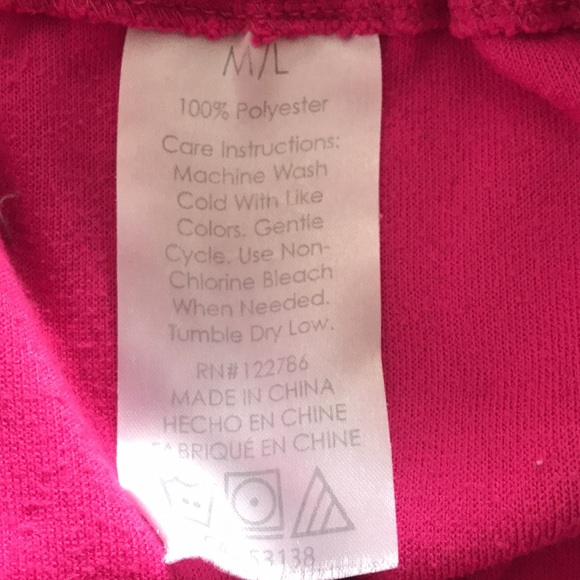 M/L
100% Polyester
Care Instructions:
Machine Wash
Cold With Like
Colors. Gentle
Cycle. Use Non-
Chlorine Bleach
When Needed.
Tumble Dry Low.
RN#122786
MADE IN CHINA
HECHO EN CHINE
FABRIQUÉ EN CHINE
53138